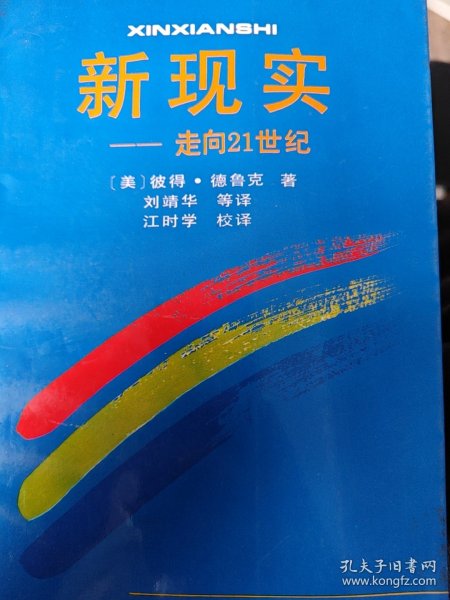 XINXIANSHI
新现实
——走向21世纪
〔美〕彼得·德鲁克 著
刘靖华 等译
江时学 校译
孔夫子旧书网
www.kongfz.com